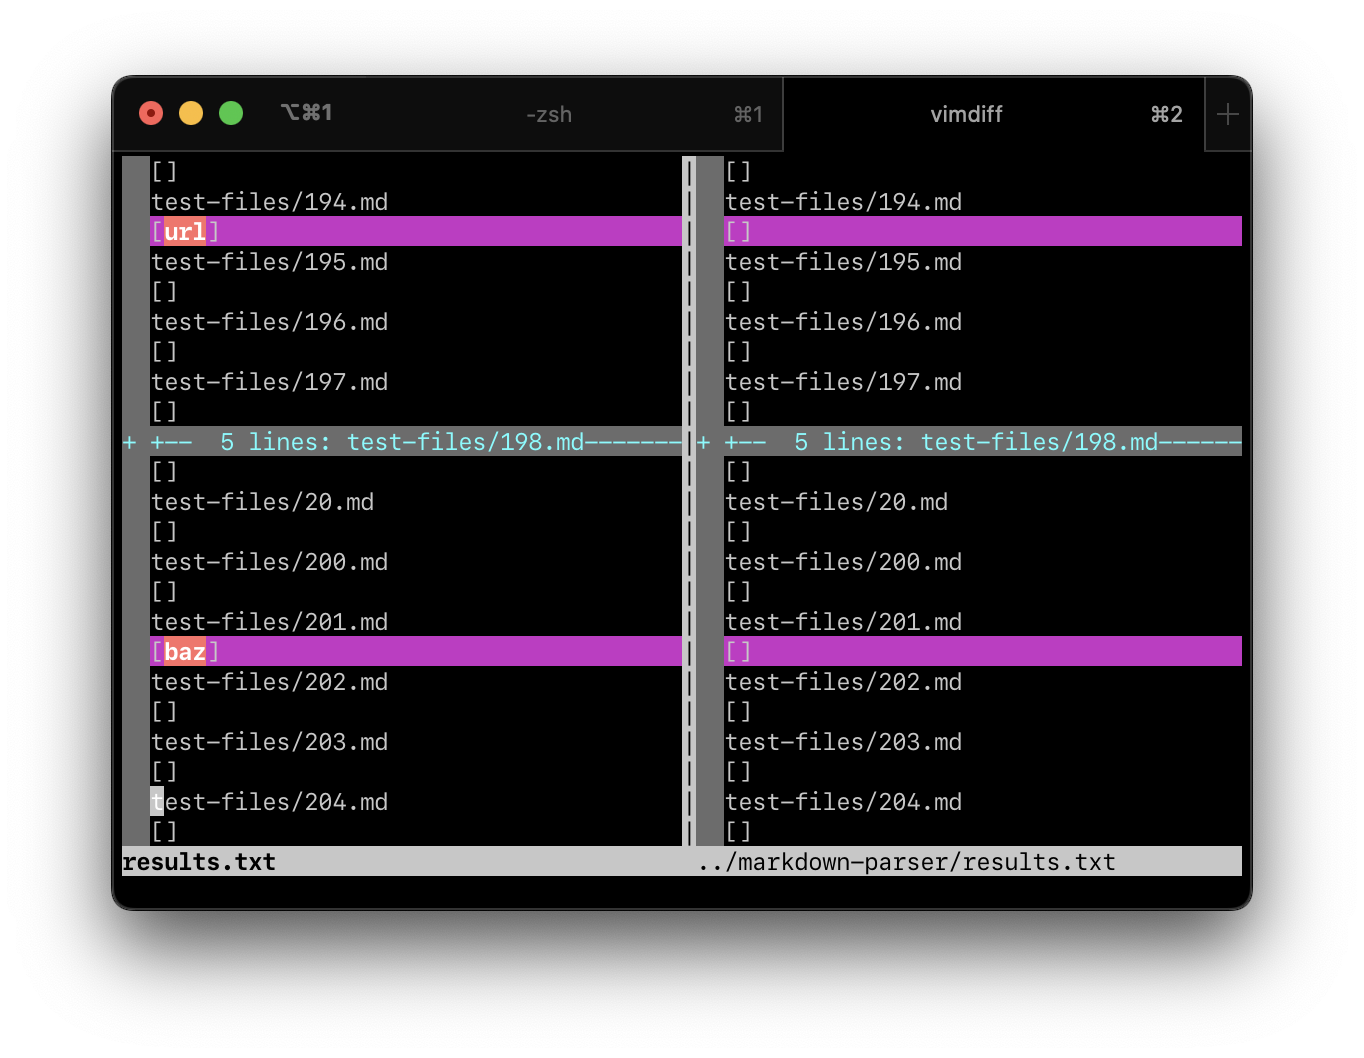 ⌥⌘1 -zsh ⌘1 vimdiff ⌘2 +
[] []
test-files/194.md test-files/194.md
[url] []
test-files/195.md test-files/195.md
[] []
test-files/196.md test-files/196.md
[] []
test-files/197.md test-files/197.md
[] []
+ +-- 5 lines: test-files/198.md------- + +-- 5 lines: test-files/198.md------
[] []
test-files/20.md test-files/20.md
[] []
test-files/200.md test-files/200.md
[] []
test-files/201.md test-files/201.md
[baz] []
test-files/202.md test-files/202.md
[] []
test-files/203.md test-files/203.md
[] []
test-files/204.md test-files/204.md
[] []
results.txt ../markdown-parser/results.txt